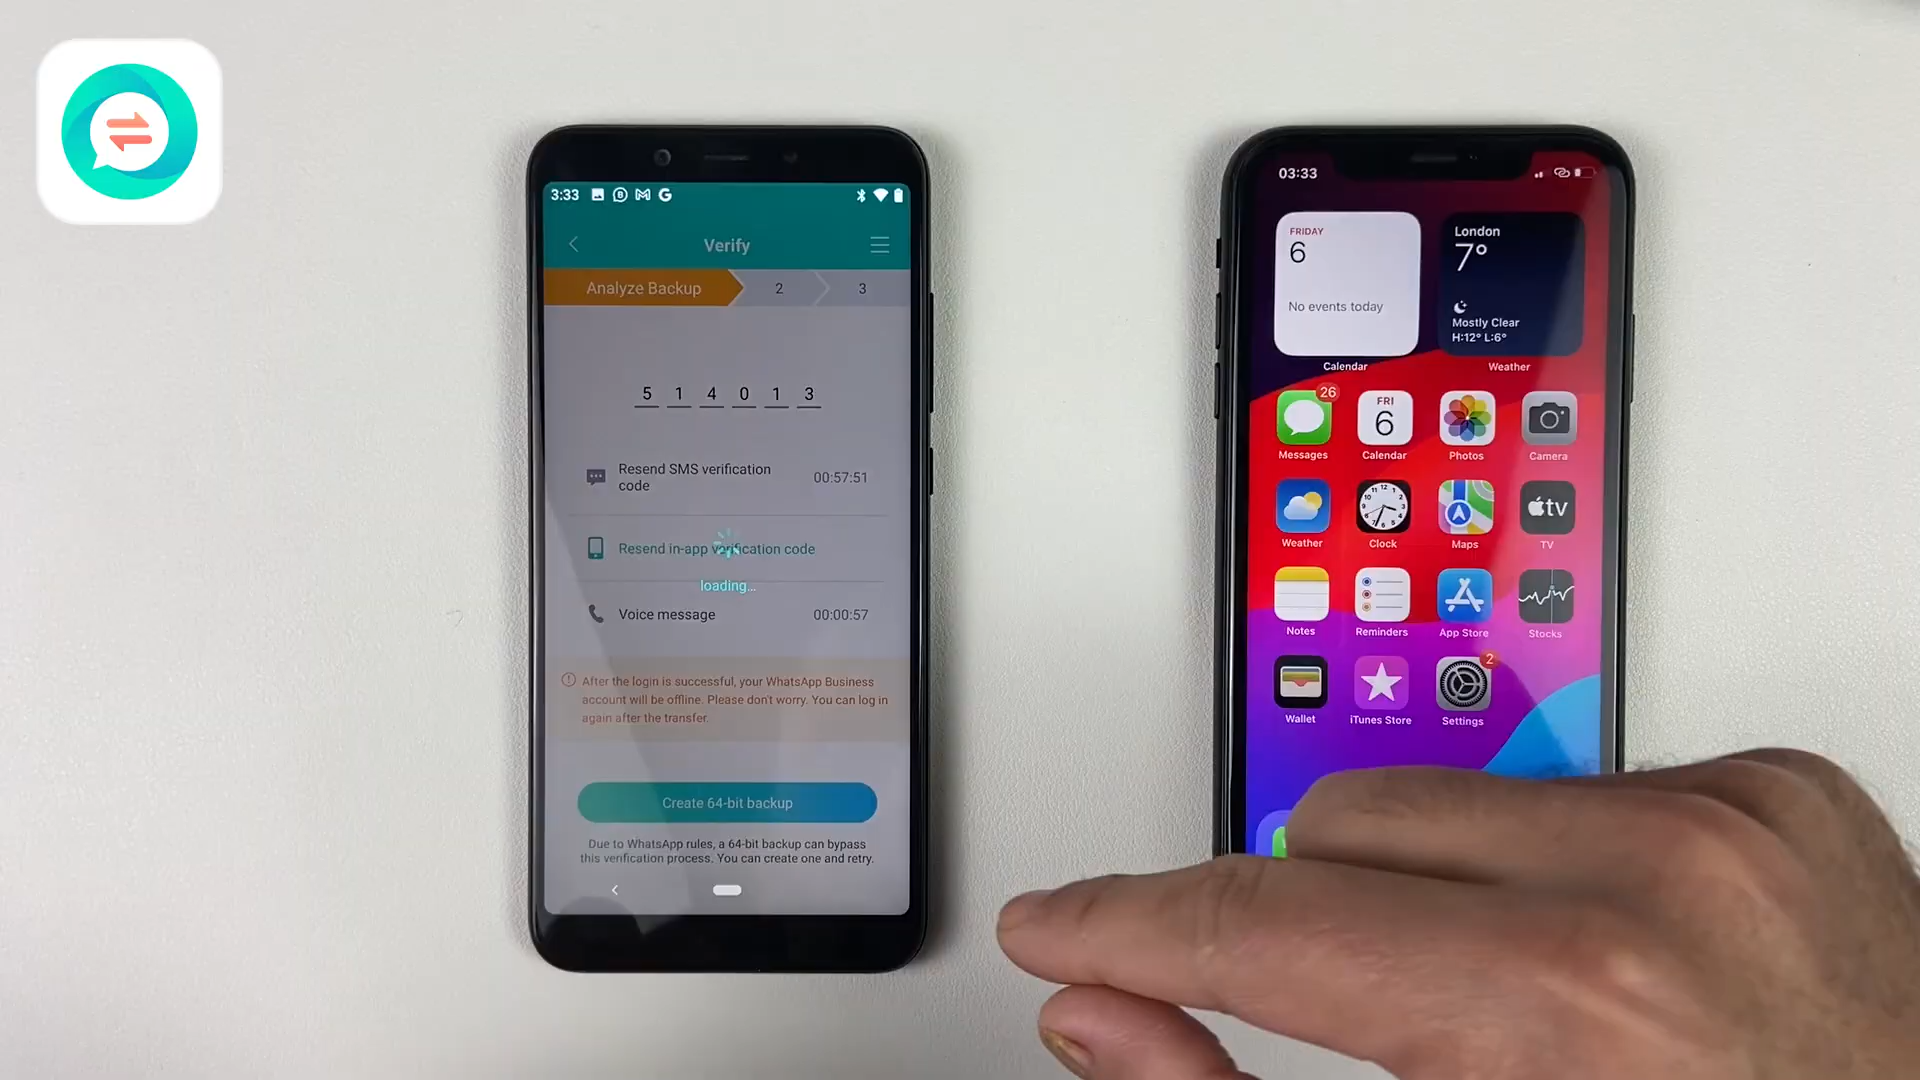 3:33
Verify
Analyze Backup
2
3
5 1 4 0 1 3
Resend SMS verification
code
00:57:51
Resend in-app verification code
loading...
Voice message
00:00:57
After the login is successful, your WhatsApp Business
account will be offline. Please don't worry. You can log in
again after the transfer.
Create 64-bit backup
Due to WhatsApp rules, a 64-bit backup can bypass
this verification process. You can create one and retry.
03:33
FRIDAY
6
No events today
Calendar
London
7°
Mostly Clear
H:12° L:6°
Weather
26
FRI
6
tv
Messages
Calendar
Photos
Camera
Weather
Clock
Maps
TV
Notes
Reminders
App Store
Stocks
2
Wallet
iTunes Store
Settings